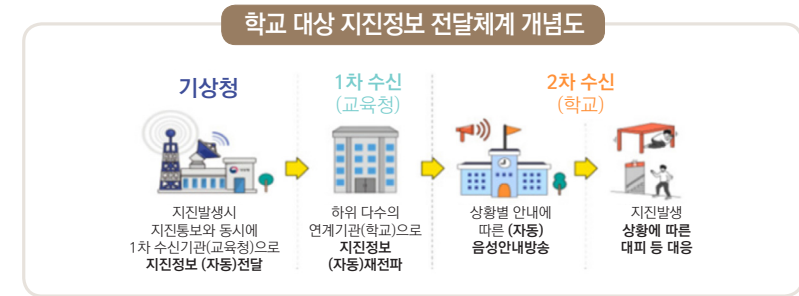 학교 대상 지진정보 전달체계 개념도
기상청
1차 수신
(교육청)
2차 수신
(학교)
지진발생시
지진통보와 동시에
1차 수신기관(교육청)으로
지진정보 (자동)전달
하위 다수의
연계기관(학교)으로
지진정보
(자동)재전파
상황별 안내에
따른 (자동)
음성안내방송
지진발생
상황에 따른
대피 등 대응